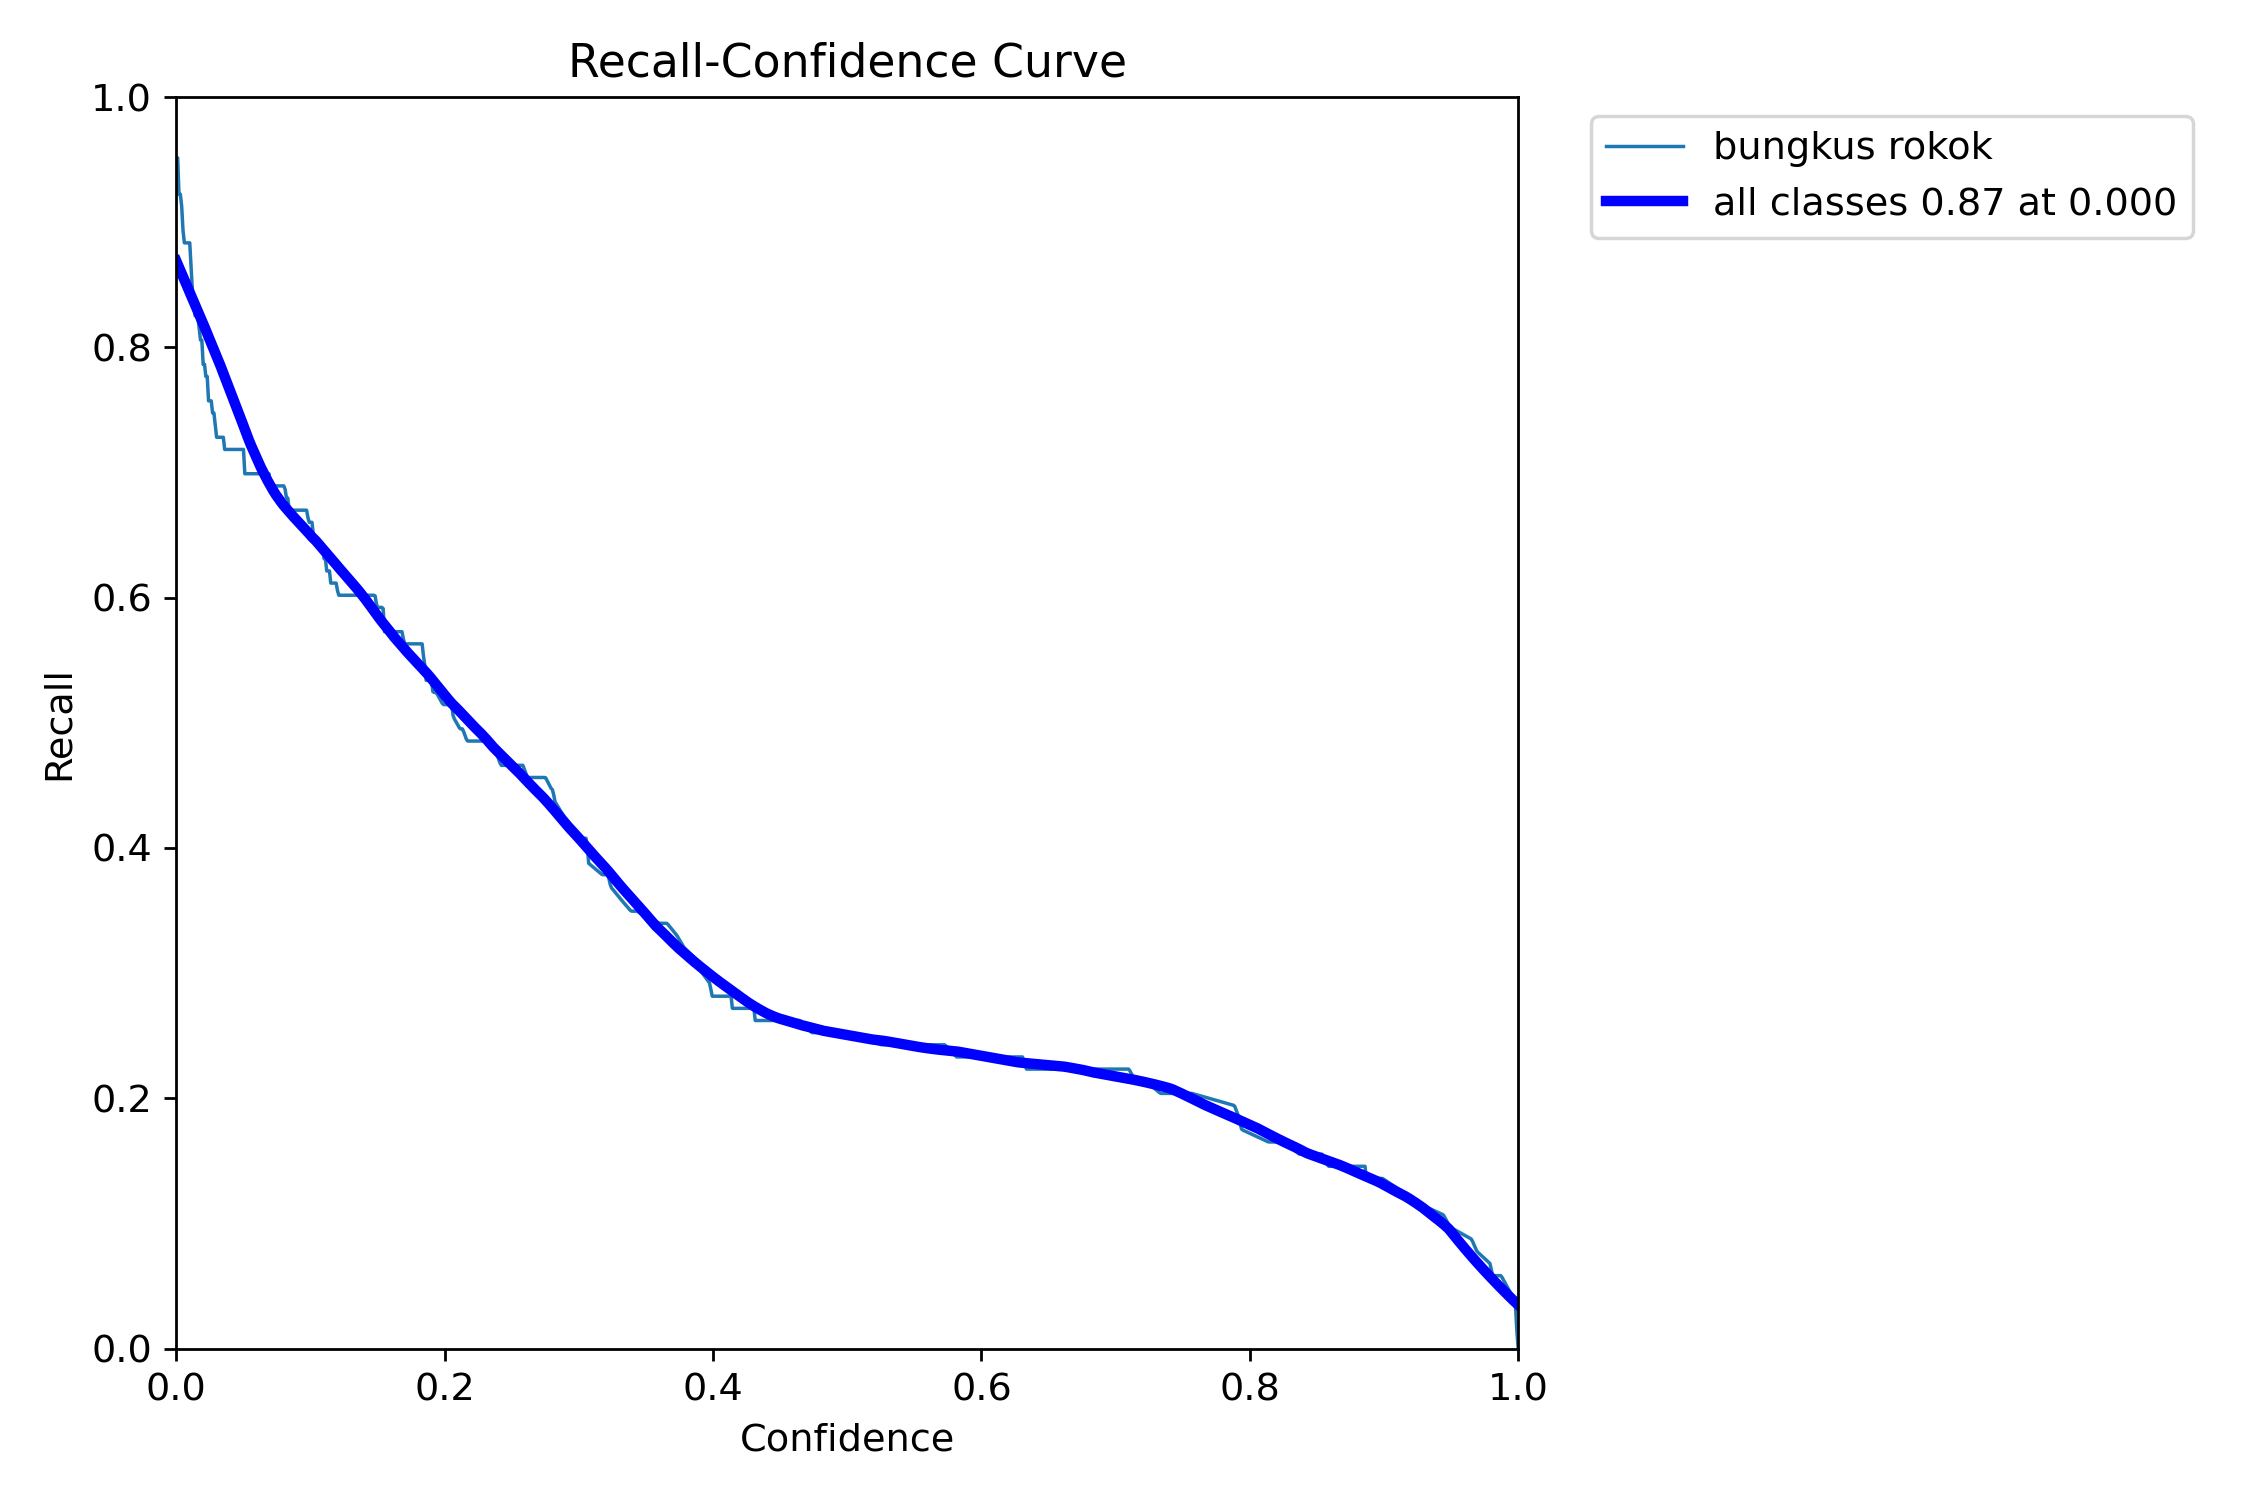 Recall-Confidence Curve
1.0
0.8
0.6
0.4
0.2
0.0
Recall
0.0 0.2 0.4 0.6 0.8 1.0
Confidence
bungkus rokok
all classes 0.87 at 0.000